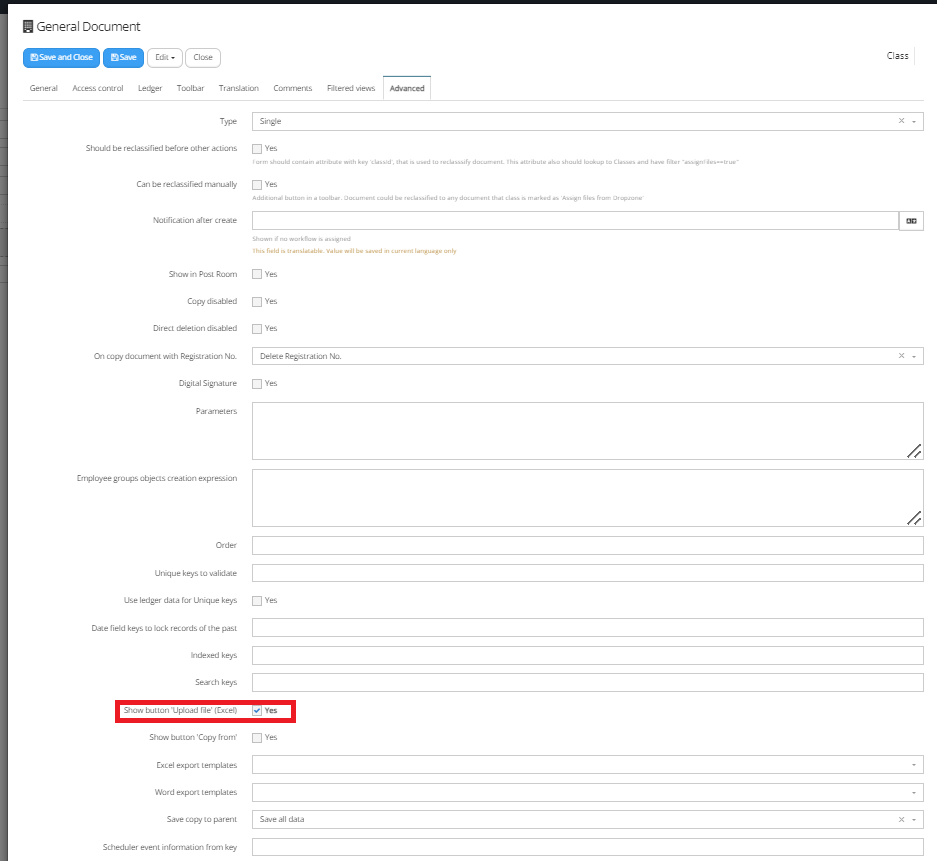 General Document
Save and Close Save Edit Close
Class
General Access control Ledger Toolbar Translation Comments Filtered views Advanced
Type Single
Should be reclassified before other actions Yes
Form should contain attribute with key 'classId', that is used to reclassify document. This attribute also should lookup to Classes and have filter "assignfiles==true"
Can be reclassified manually Yes
Additional button in a toolbar. Document could be reclassified to any document that class is marked as 'Assign files from Dropzone'
Notification after create
Shown if no workflow is assigned
This field is translatable. Value will be saved in current language only
Show in Post Room Yes
Copy disabled Yes
Direct deletion disabled Yes
On copy document with Registration No. Delete Registration No.
Digital Signature Yes
Parameters
Employee groups objects creation expression
Order
Unique keys to validate
Use ledger data for Unique keys Yes
Date field keys to lock records of the past
Indexed keys
Search keys
Show button 'Upload file' (Excel) Yes
Show button 'Copy from' Yes
Excel export templates
Word export templates
Save copy to parent Save all data
Scheduler event information from key